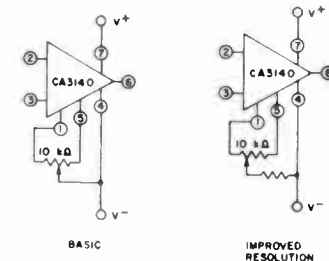 V+
7
2
CA3140
6
3
4
5
1
10 kΩ
V-
BASIC
V+
7
2
CA3140
6
3
4
5
1
10 kΩ
V-
IMPROVED
RESOLUTION